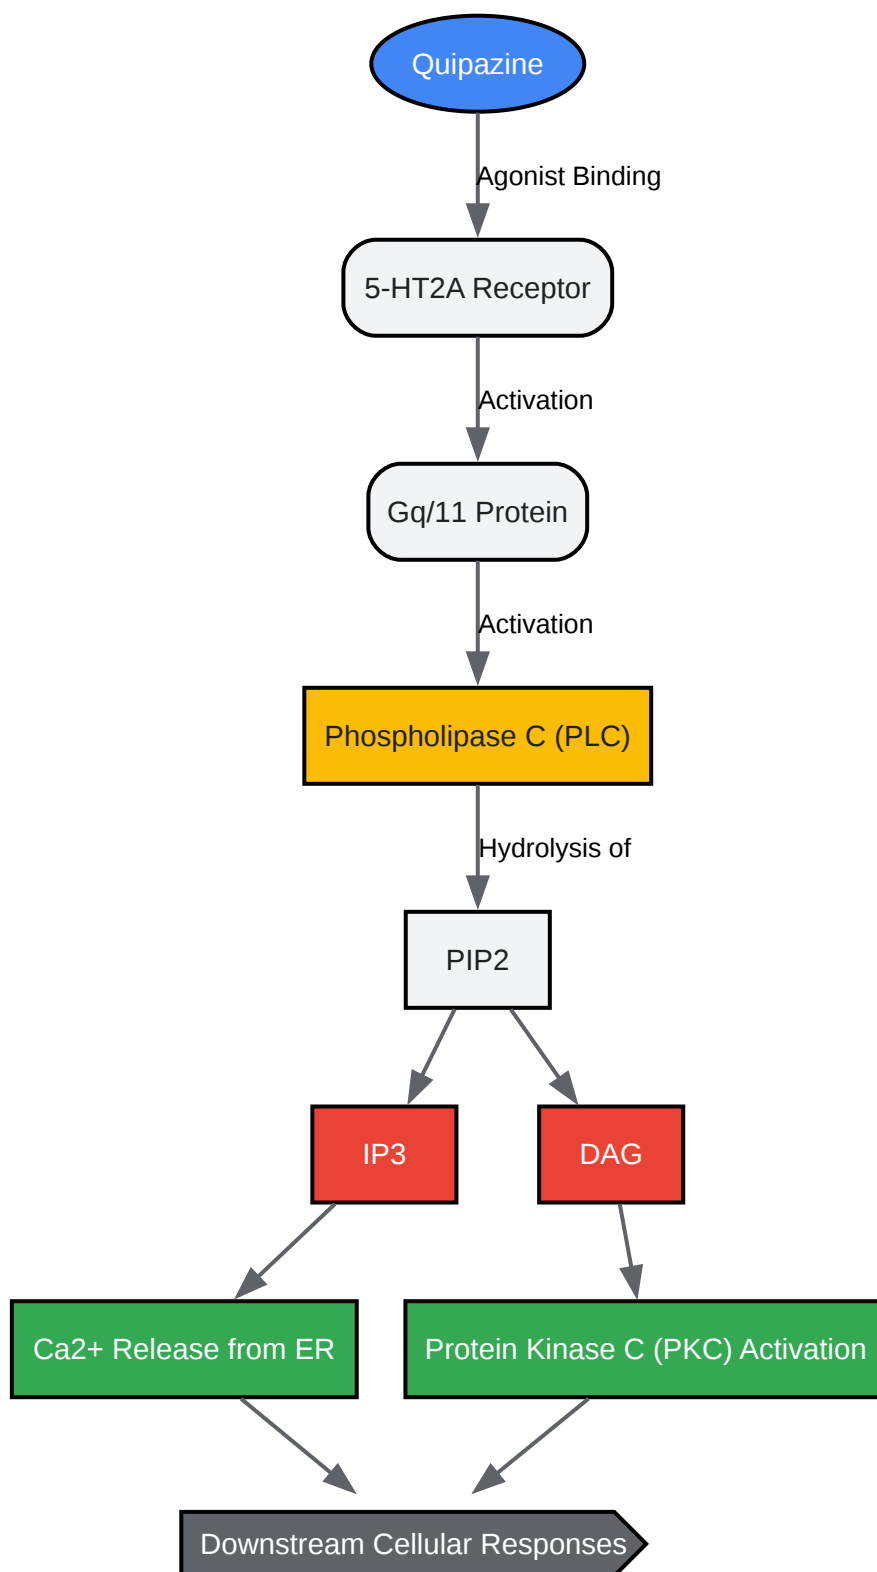 Quipazine
Agonist Binding
5-HT2A Receptor
Activation
Gq/11 Protein
Activation
Phospholipase C (PLC)
Hydrolysis of
PIP2
IP3
DAG
Ca2+ Release from ER
Protein Kinase C (PKC) Activation
Downstream Cellular Responses